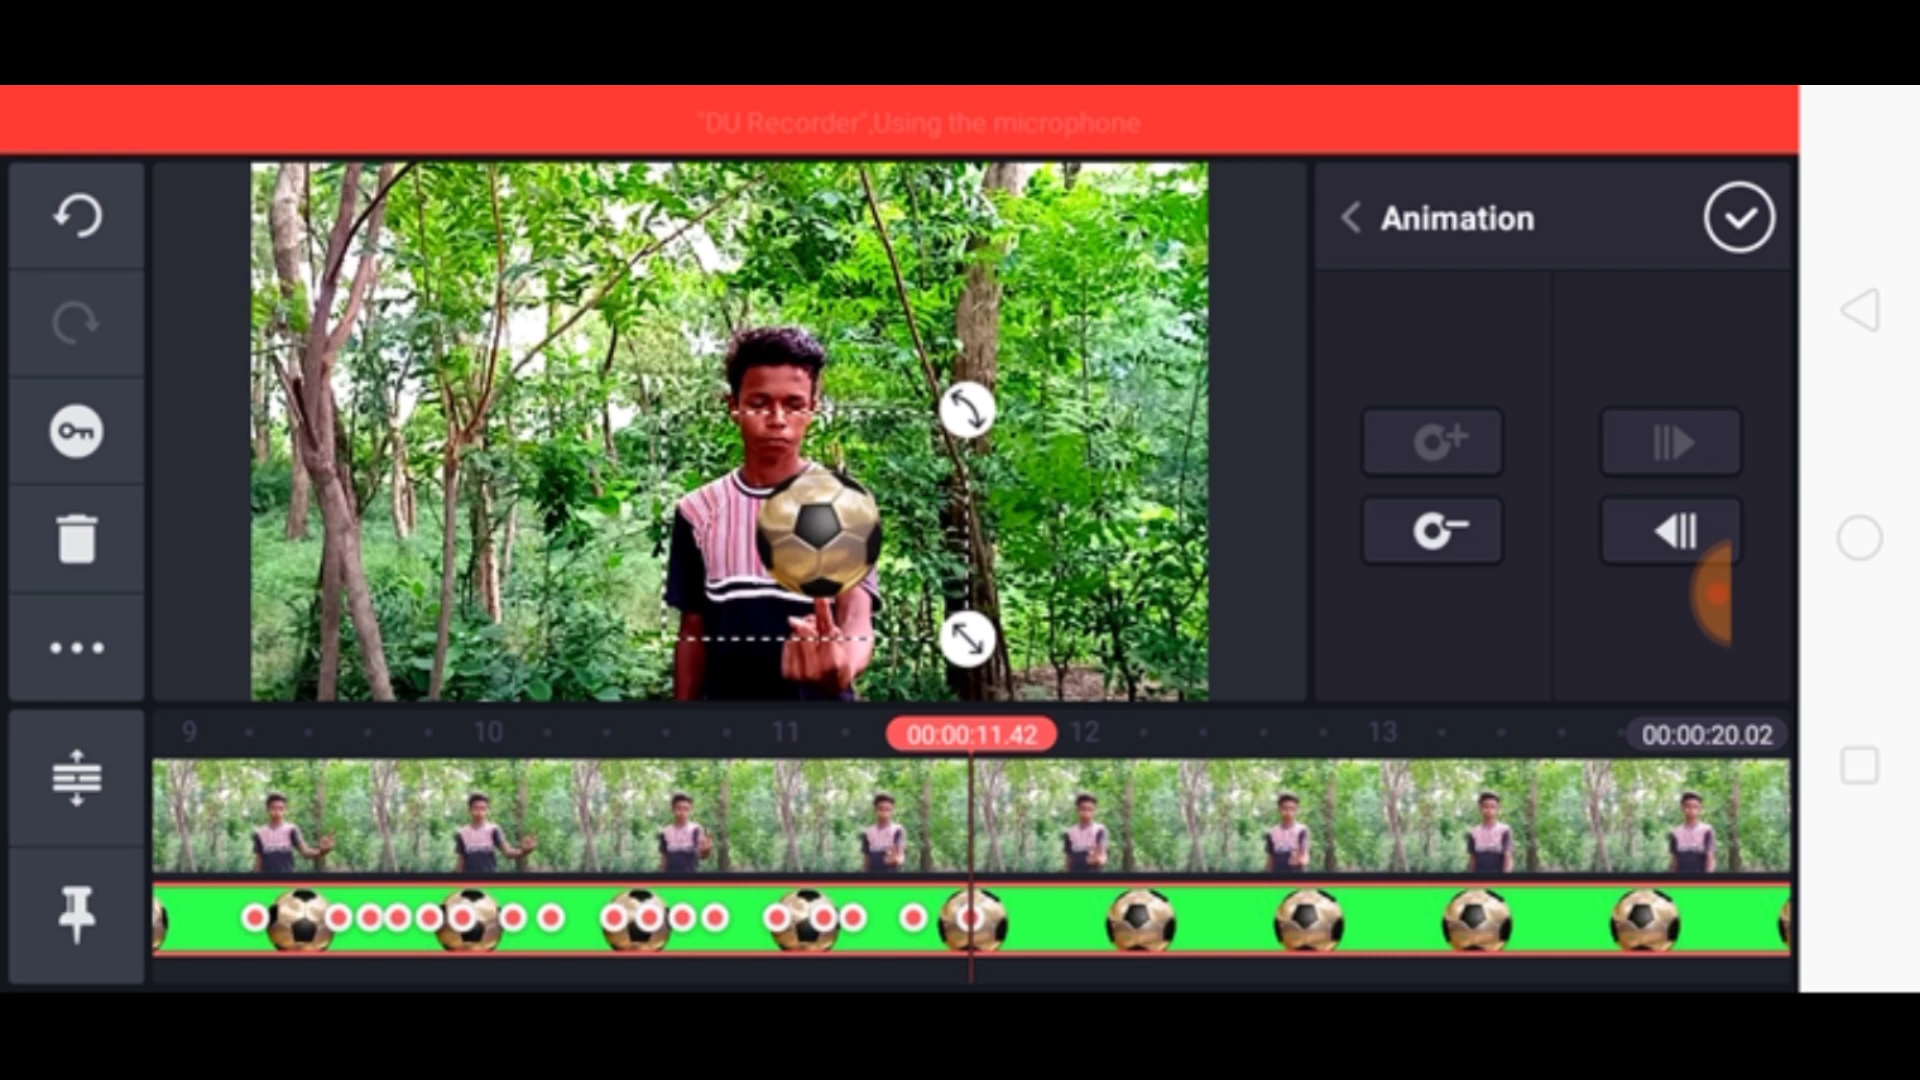 "DU Recorder",Using the microphone
Animation
9 10 11 00:00:11.42 12 13 00:00:20.02